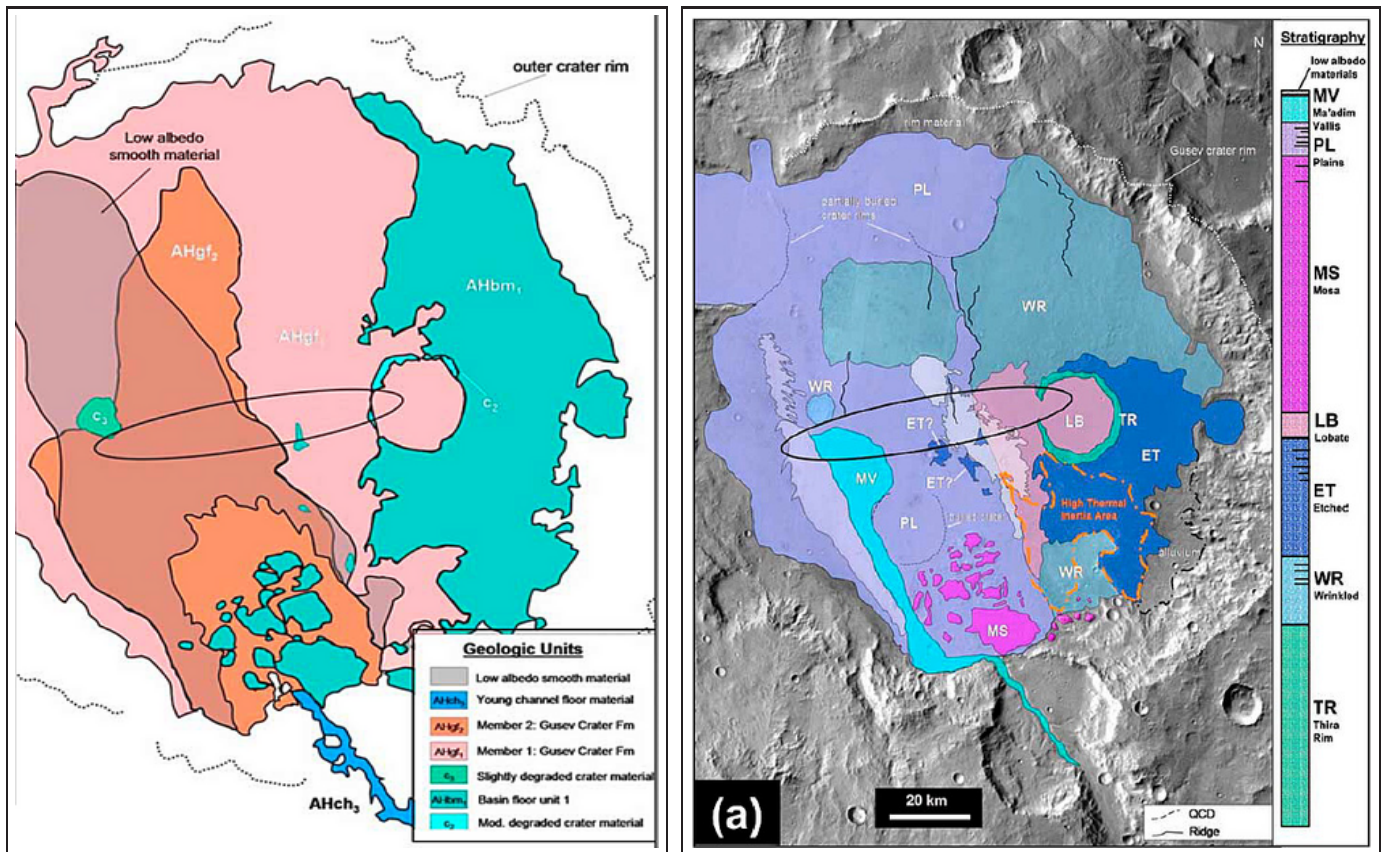 outer crater rim
Low albedo
smooth material
AHgf₂
AHbm₁
AHgf₁
c₃
c₂
AHch₃
Geologic Units
Low albedo smooth material
AHch₃ Young channel floor material
AHgf₂ Member 2: Gusev Crater Fm
AHgf₁ Member 1: Gusev Crater Fm
c₃ Slightly degraded crater material
AHbm₁ Basin floor unit 1
c₂ Mod. degraded crater material
N
rim material
Gusev crater rim
PL
partially buried
crater rims
WR
WR
ET?
LB
TR
ET
MV
ET?
High Thermal
Inertia Area
PL
buried crater
alluvium
WR
MS
(a)
20 km
QCD
Ridge
Stratigraphy
low albedo
materials
MV
Ma'adim
Vallis
PL
Plains
MS
Mesa
LB
Lobate
ET
Etched
WR
Wrinkled
TR
Thira
Rim